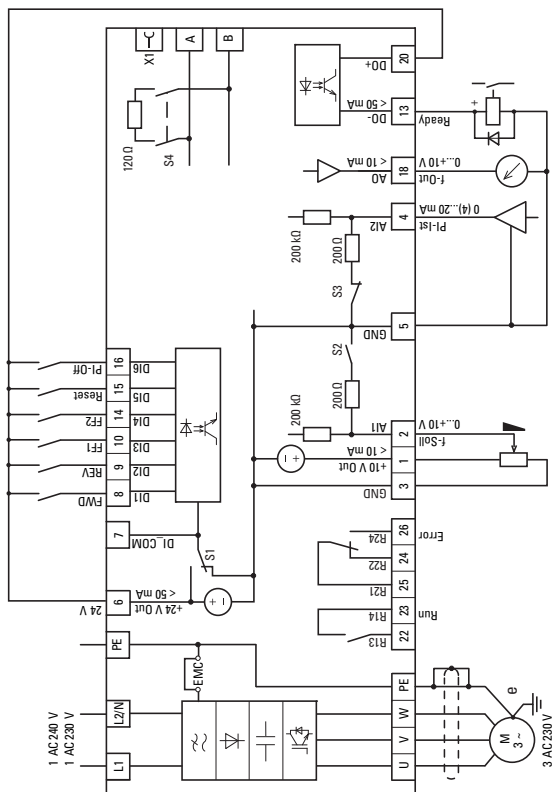 1 AC 240 V
1 AC 230 V
L1
L2/N
PE
EMC
24 V
6
+24 V Out
<50 mA
S1
7
DI_COM
FWD
8
DI1
REV
9
DI2
FF1
10
DI3
FF2
14
DI4
Reset
15
DI5
PI-Off
16
DI6
120 Ω
S4
X1
A
B
U
V
W
PE
e
M
3 ~
3 AC 230 V
R13
22
R14
23
Run
R21
25
R22
24
R24
26
Error
GND
3
+10 V Out
< 10 mA
1
AI1
2
f-Soll
0...+10 V
200 kΩ
200 Ω
S2
GND
5
S3
200 Ω
200 kΩ
AI2
4
PI-Ist
0 (4)...20 mA
AO
< 10 mA
18
f-Out
0...+10 V
DO-
< 50 mA
13
Ready
DO+
20
+